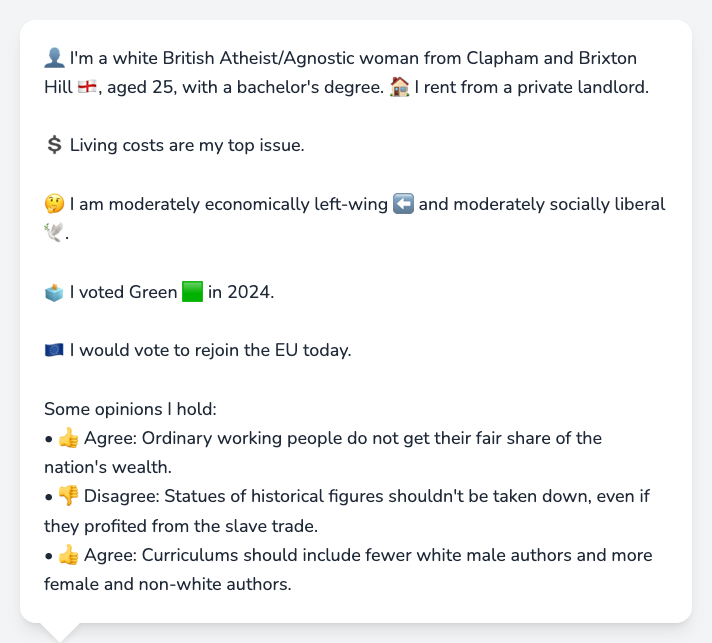 👤 I'm a white British Atheist/Agnostic woman from Clapham and Brixton
Hill 🏴󠁧󠁢󠁥󠁮󠁧󠁿, aged 25, with a bachelor's degree. 🏠 I rent from a private landlord.
💲 Living costs are my top issue.
🤔 I am moderately economically left-wing ⬅️ and moderately socially liberal
🕊️.
🗳️ I voted Green 🟩 in 2024.
🇪🇺 I would vote to rejoin the EU today.
Some opinions I hold:
• 👍 Agree: Ordinary working people do not get their fair share of the
nation's wealth.
• 👎 Disagree: Statues of historical figures shouldn't be taken down, even if
they profited from the slave trade.
• 👍 Agree: Curriculums should include fewer white male authors and more
female and non-white authors.